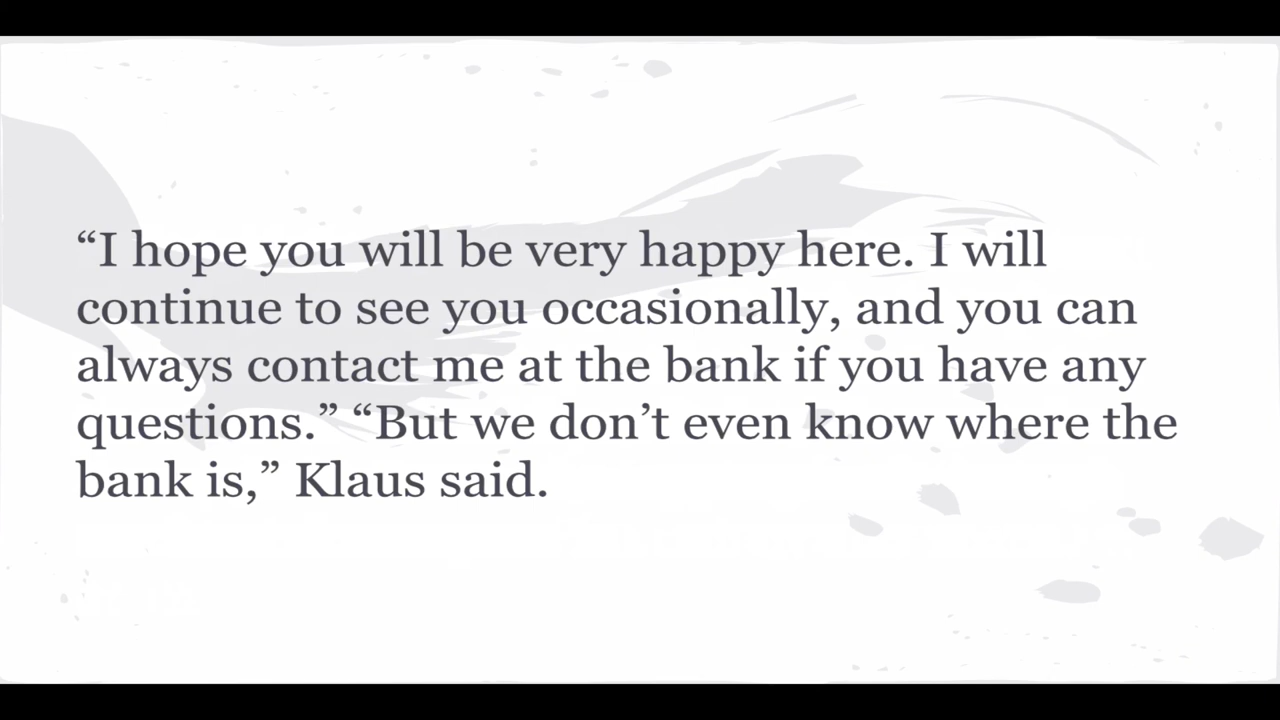 “I hope you will be very happy here. I will
continue to see you occasionally, and you can
always contact me at the bank if you have any
questions.” “But we don’t even know where the
bank is,” Klaus said.